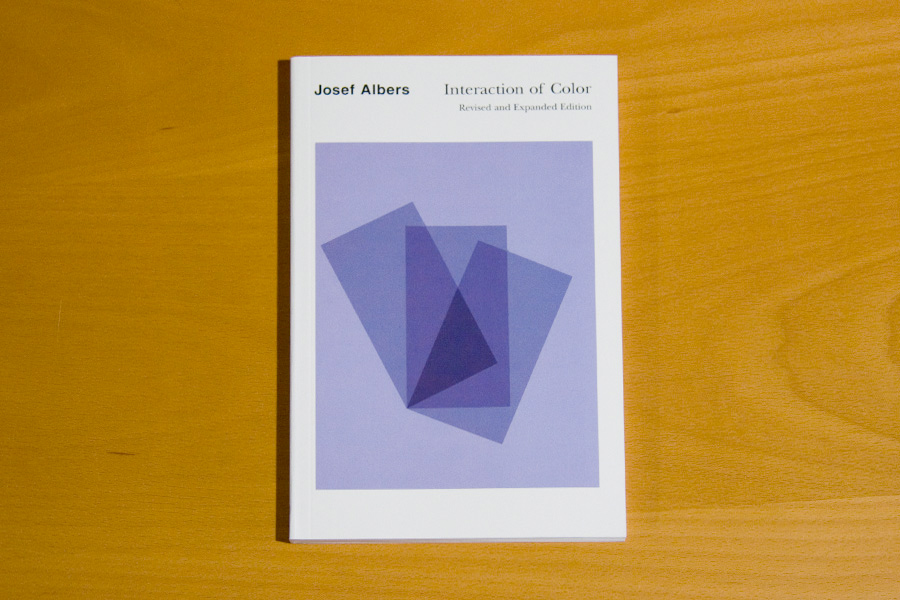 Josef Albers
Interaction of Color
Revised and Expanded Edition